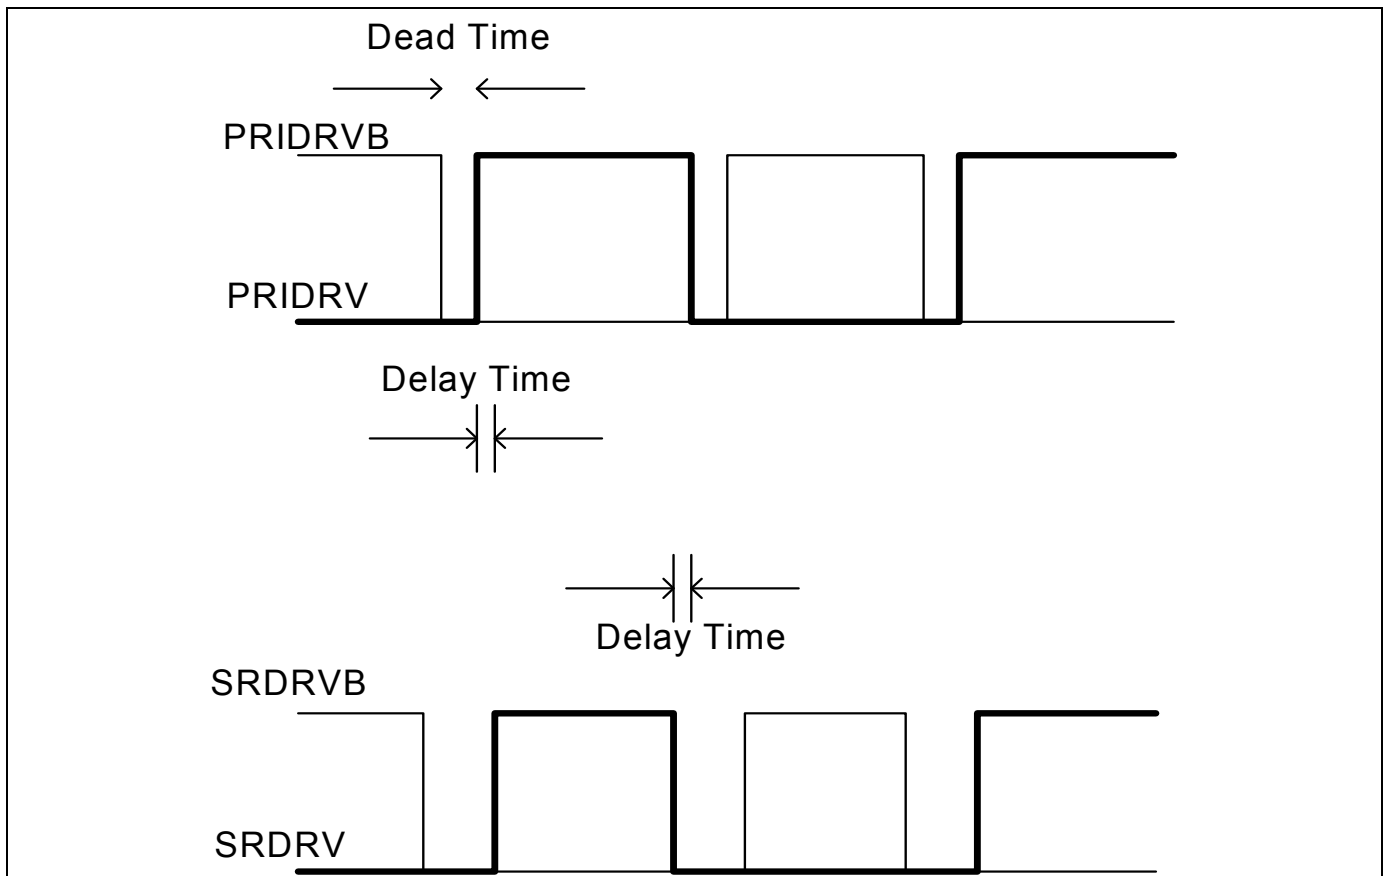 Dead Time
PRIDRVB
PRIDRV
Delay Time
Delay Time
SRDRVB
SRDRV